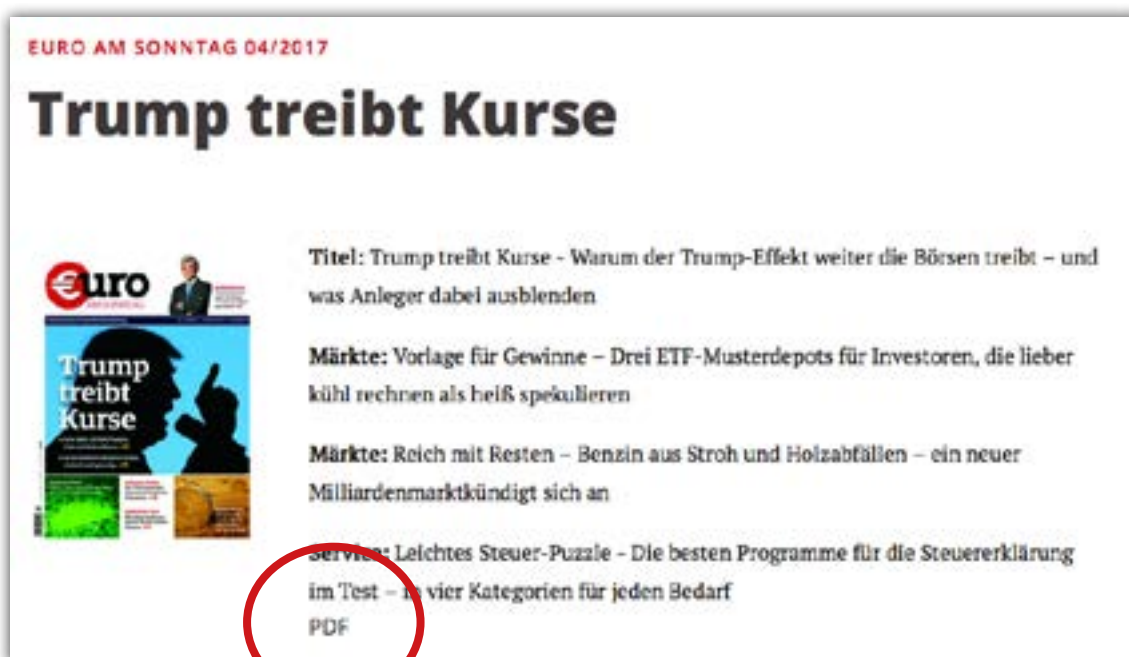 EURO AM SONNTAG 04/2017
Trump treibt Kurse
€uro
Trump
treibt
Kurse
Titel: Trump treibt Kurse - Warum der Trump-Effekt weiter die Börsen treibt – und
was Anleger dabei ausblenden
Märkte: Vorlage für Gewinne – Drei ETF-Musterdepots für Investoren, die lieber
kühl rechnen als heiß spekulieren
Märkte: Reich mit Resten – Benzin aus Stroh und Holzabfällen – ein neuer
Milliardenmarktkündigt sich an
Service: Leichtes Steuer-Puzzle - Die besten Programme für die Steuererklärung
im Test – in vier Kategorien für jeden Bedarf
PDF